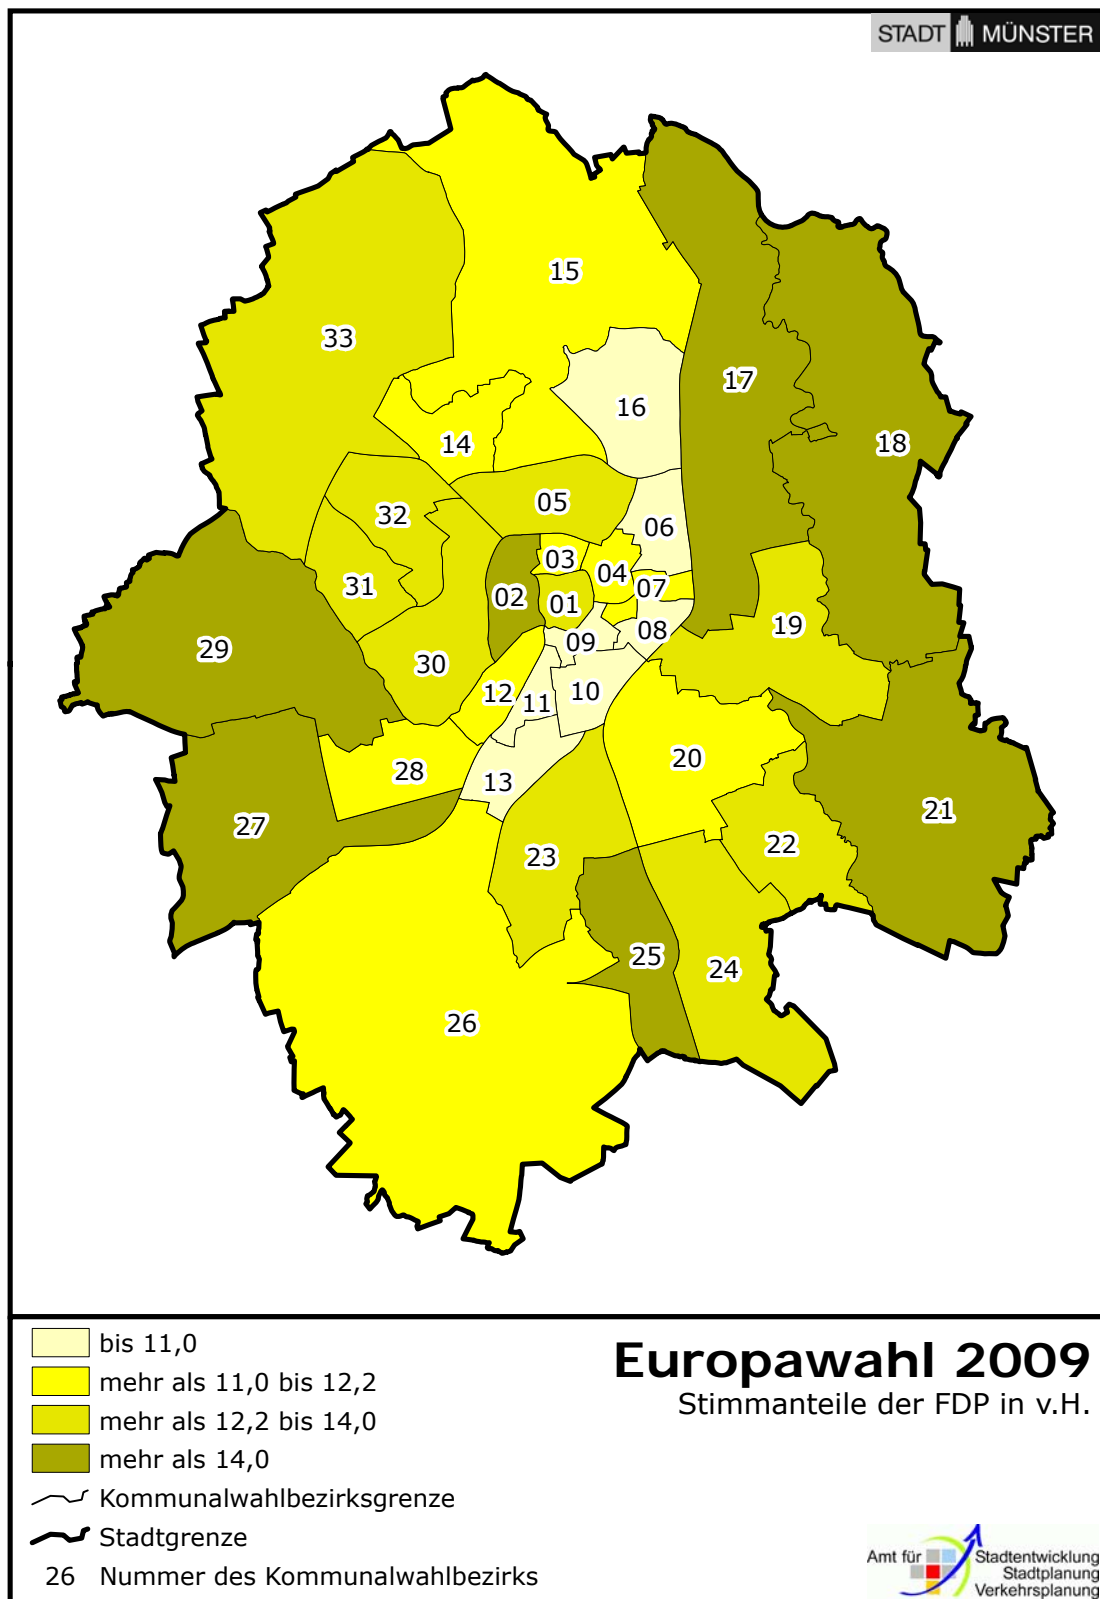 STADT MÜNSTER
15
33
17
16
18
14
05
32
06
03
04
07
31
02
01
19
08
09
29
30
12
10
11
20
28
13
21
27
22
23
25
24
26
bis 11,0
mehr als 11,0 bis 12,2
mehr als 12,2 bis 14,0
mehr als 14,0
Kommunalwahlbezirksgrenze
Stadtgrenze
26 Nummer des Kommunalwahlbezirks
Europawahl 2009
Stimmanteile der FDP in v.H.
Amt für Stadtentwicklung
Stadtplanung
Verkehrsplanung